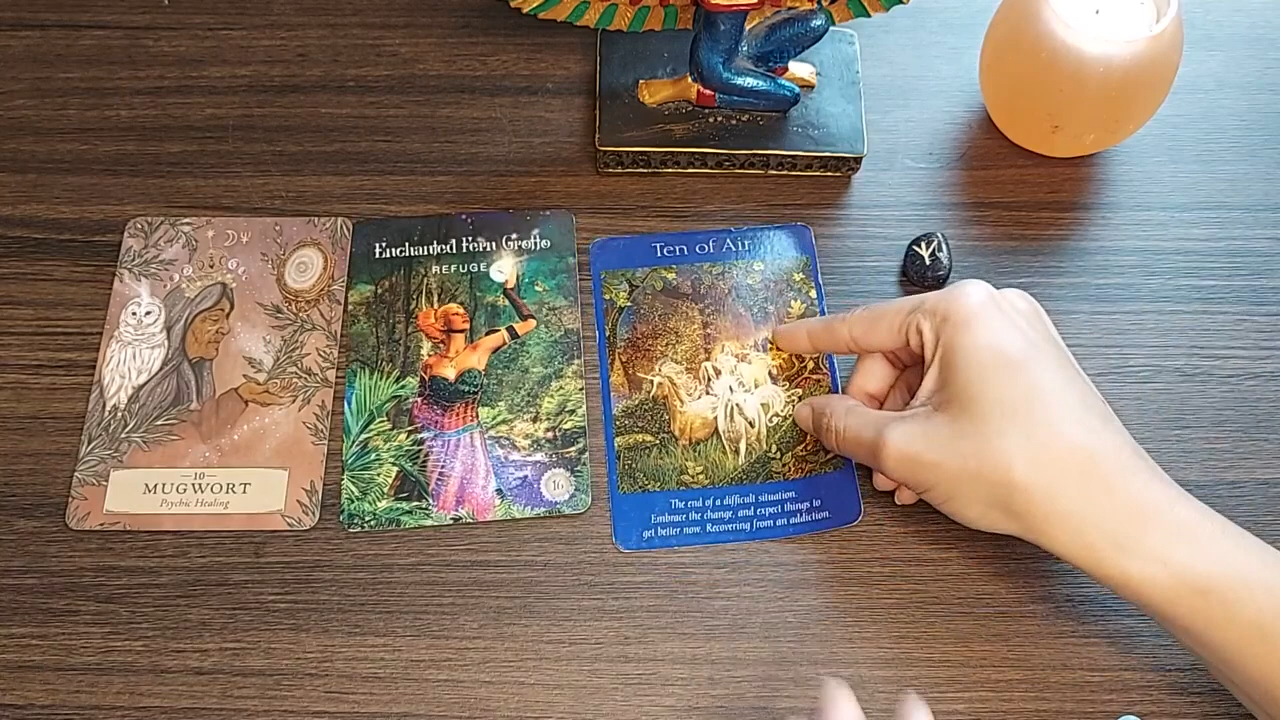 —10—
MUGWORT
Psychic Healing
Enchanted Fern Grotto
REFUGE
16
Ten of Air
The end of a difficult situation.
Embrace the change, and expect things to
get better now. Recovering from an addiction.